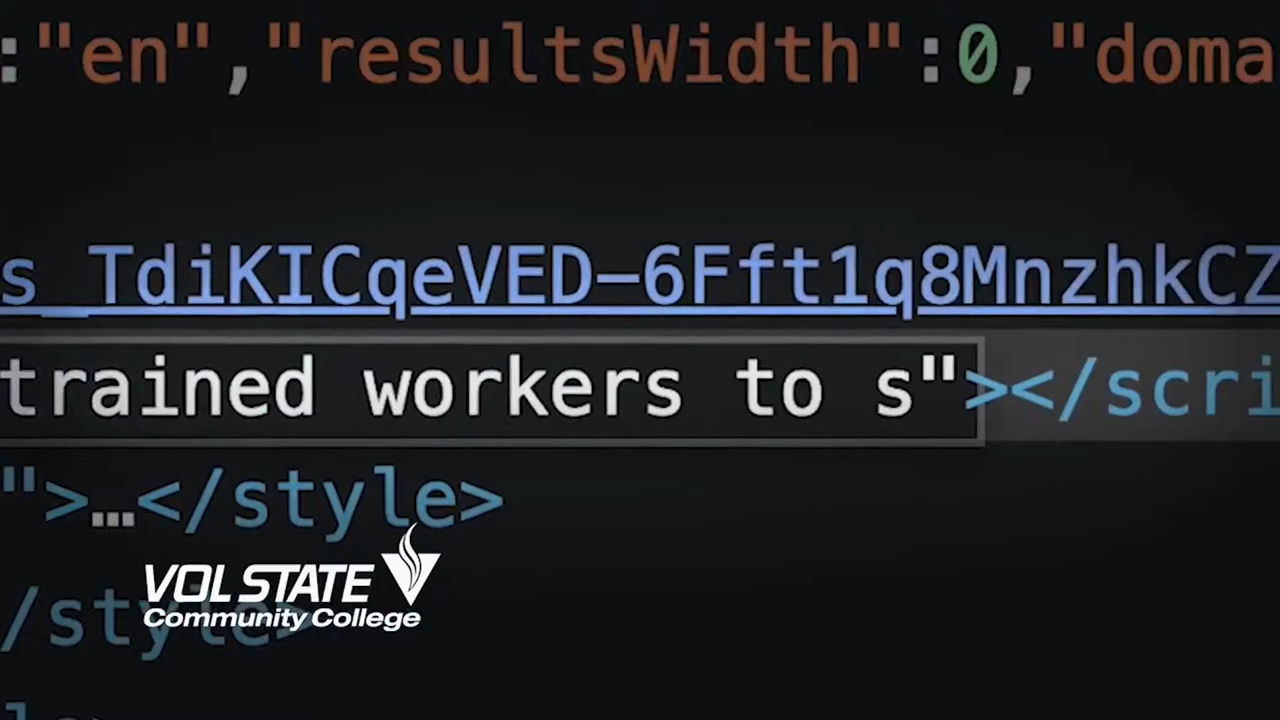 :"en","resultsWidth":0,"doma
s_TdiKICqeVED-6Fft1q8MnzhkCZ
trained workers to s"></scri
">…</style>
/style>
VOL STATE
Community College